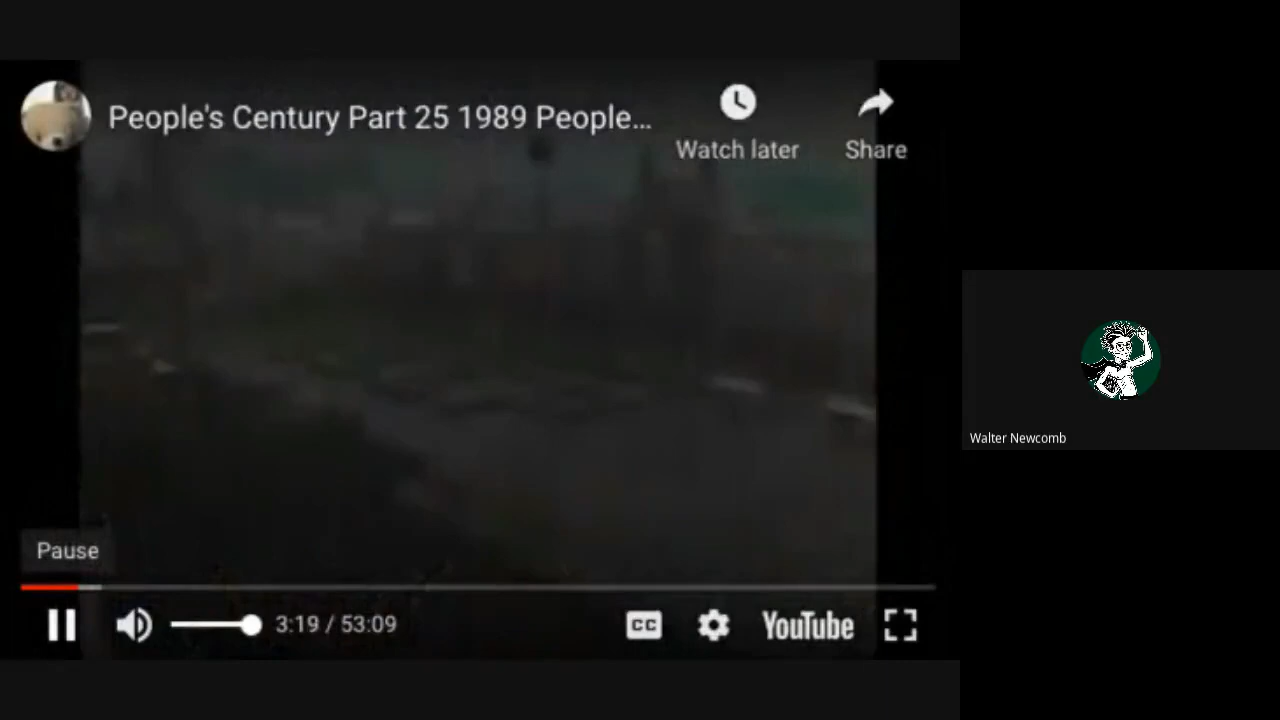 People's Century Part 25 1989 People...
Watch later
Share
Walter Newcomb
Pause
3:19 / 53:09
CC
YouTube